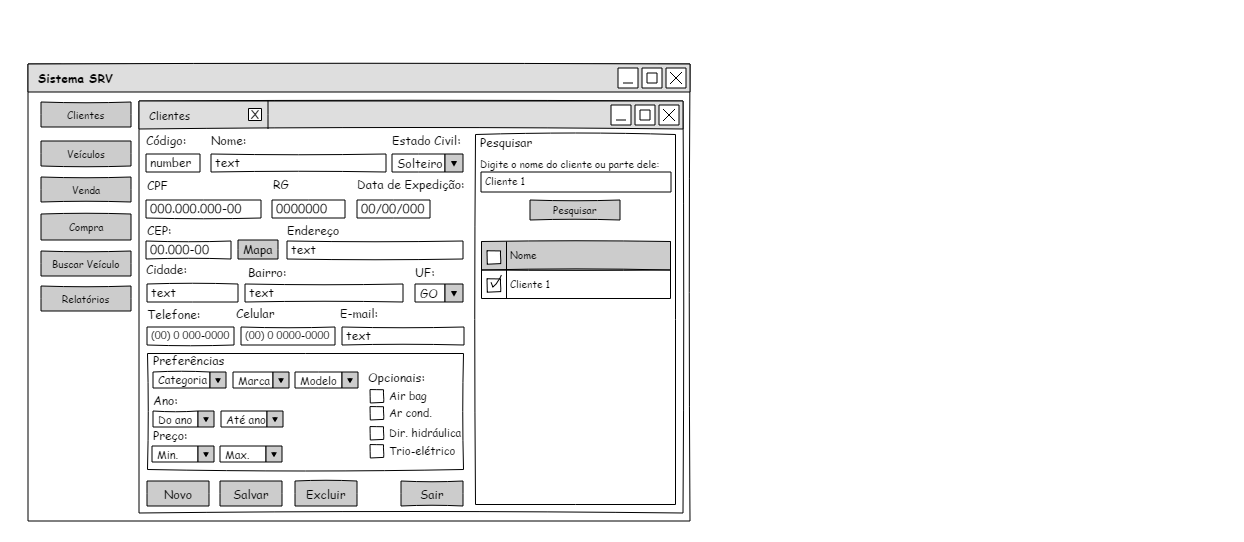 Sistema SRV
Clientes
Veículos
Venda
Compra
Buscar Veículo
Relatórios
Clientes
Código: Nome: Estado Civil:
number text Solteiro
CPF RG Data de Expedição:
000.000.000-00 0000000 00/00/000
CEP: Endereço
00.000-00 Mapa text
Cidade: Bairro: UF:
text text GO
Telefone: Celular E-mail:
(00) 0 000-0000 (00) 0 0000-0000 text
Preferências
Categoria Marca Modelo
Ano:
Do ano Até ano
Preço:
Min. Max.
Opcionais:
Air bag
Ar cond.
Dir. hidráulica
Trio-elétrico
Novo Salvar Excluir Sair
Pesquisar
Digite o nome do cliente ou parte dele:
Cliente 1
Pesquisar
Nome
Cliente 1